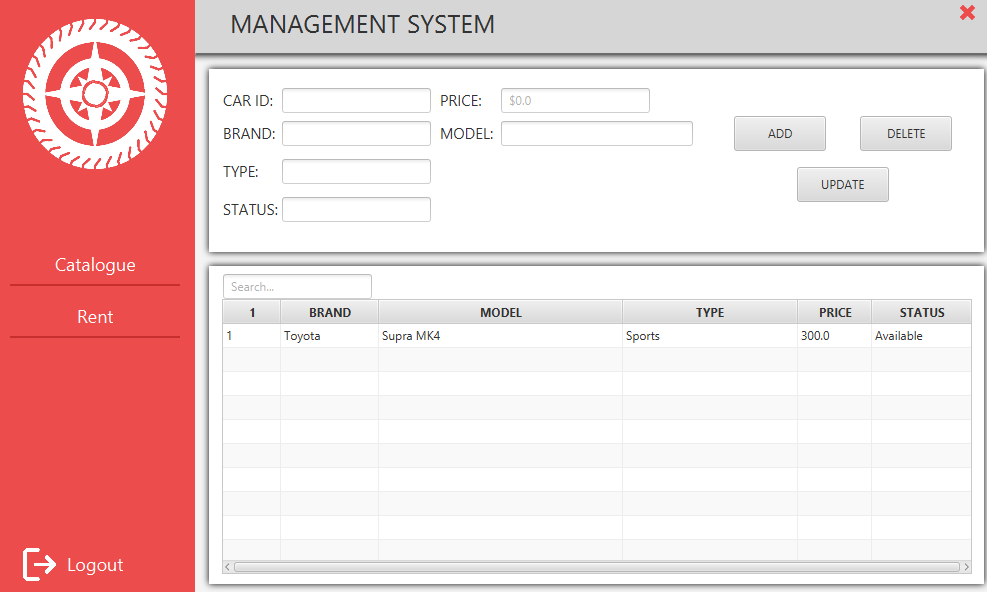 MANAGEMENT SYSTEM
CAR ID:
PRICE:
$0.0
BRAND:
MODEL:
TYPE:
STATUS:
ADD
DELETE
UPDATE
Catalogue
Rent
Logout
Search...
1 BRAND MODEL TYPE PRICE STATUS
1 Toyota Supra MK4 Sports 300.0 Available